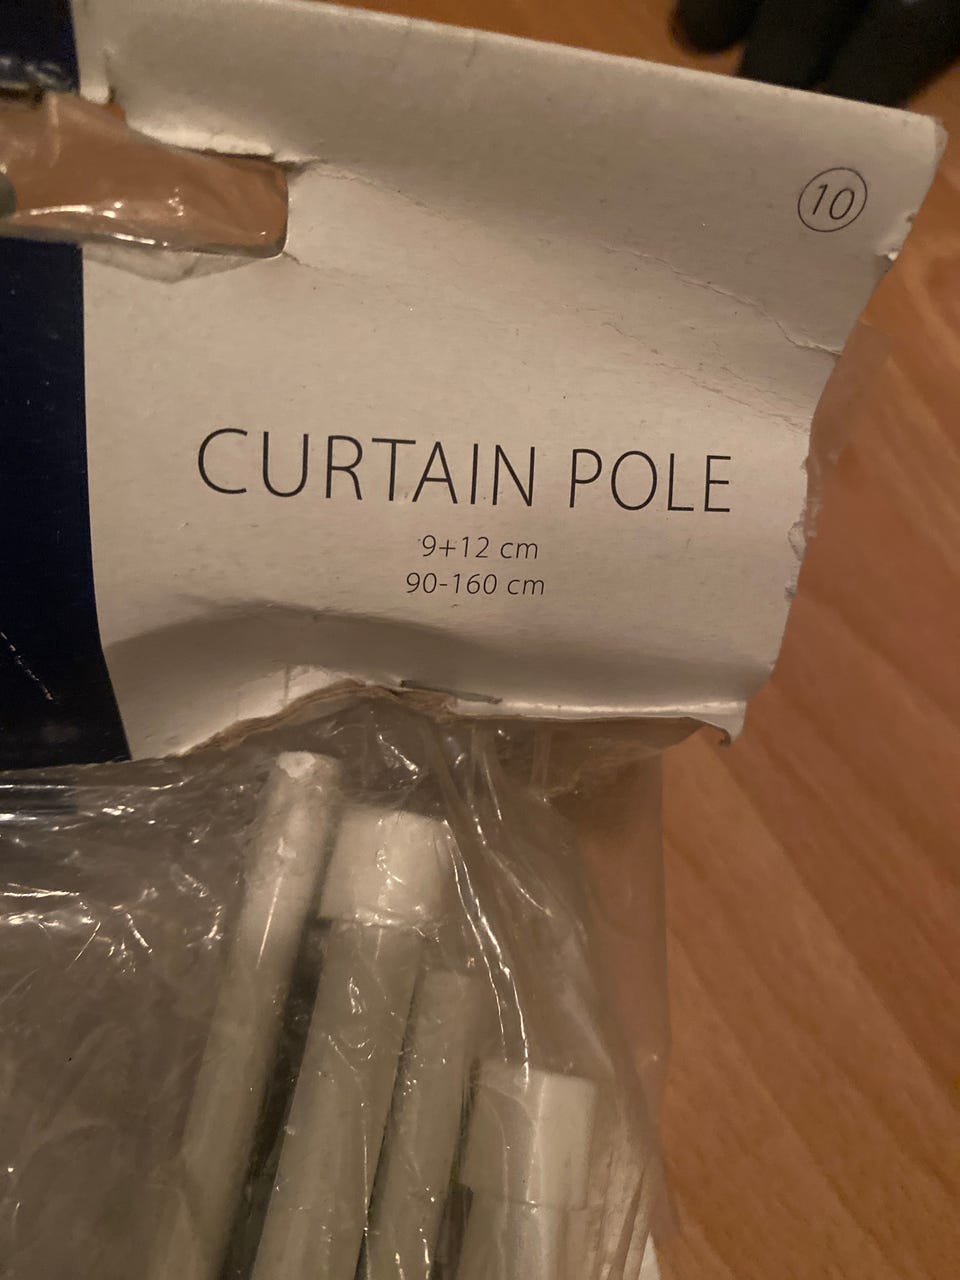 10
CURTAIN POLE
9+12 cm
90-160 cm